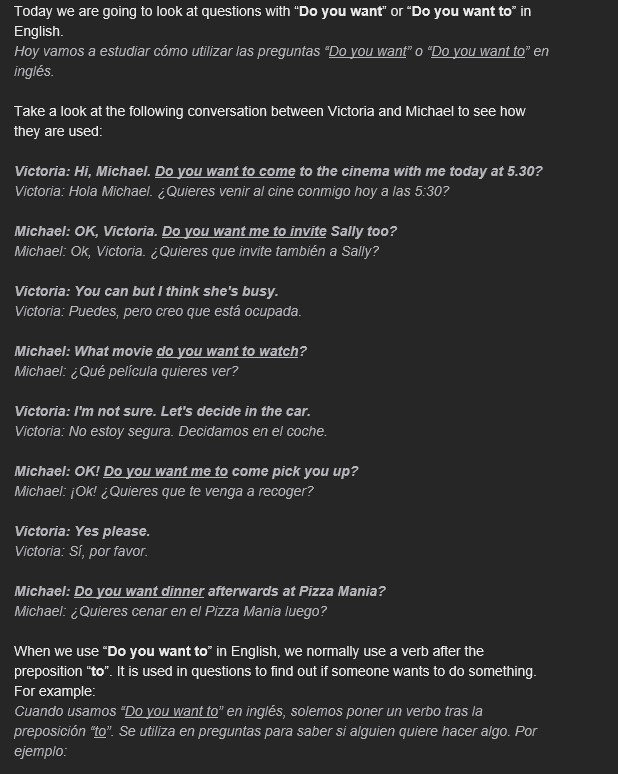 Today we are going to look at questions with “Do you want” or “Do you want to” in
English.
Hoy vamos a estudiar cómo utilizar las preguntas “Do you want” o “Do you want to” en
inglés.
Take a look at the following conversation between Victoria and Michael to see how
they are used:
Victoria: Hi, Michael. Do you want to come to the cinema with me today at 5.30?
Victoria: Hola Michael. ¿Quieres venir al cine conmigo hoy a las 5:30?
Michael: OK, Victoria. Do you want me to invite Sally too?
Michael: Ok, Victoria. ¿Quieres que invite también a Sally?
Victoria: You can but I think she's busy.
Victoria: Puedes, pero creo que está ocupada.
Michael: What movie do you want to watch?
Michael: ¿Qué película quieres ver?
Victoria: I'm not sure. Let's decide in the car.
Victoria: No estoy segura. Decidamos en el coche.
Michael: OK! Do you want me to come pick you up?
Michael: ¡Ok! ¿Quieres que te venga a recoger?
Victoria: Yes please.
Victoria: Sí, por favor.
Michael: Do you want dinner afterwards at Pizza Mania?
Michael: ¿Quieres cenar en el Pizza Mania luego?
When we use “Do you want to” in English, we normally use a verb after the
preposition “to”. It is used in questions to find out if someone wants to do something.
For example:
Cuando usamos “Do you want to” en inglés, solemos poner un verbo tras la
preposición “to”. Se utiliza en preguntas para saber si alguien quiere hacer algo. Por
ejemplo: